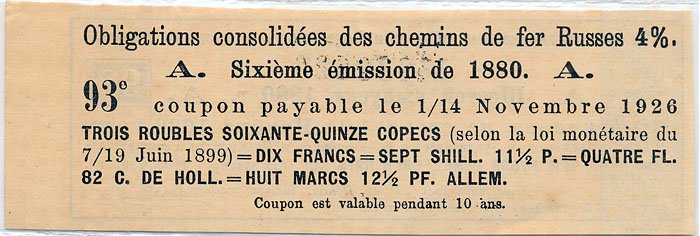 Obligations consolidées des chemins de fer Russes 4%.
A. Sixième émission de 1880. A.
93e coupon payable le 1/14 Novembre 1926
TROIS ROUBLES SOIXANTE-QUINZE COPECS (selon la loi monétaire du
7/19 Juin 1899)=DIX FRANCS=SEPT SHILL. 11½ P.=QUATRE FL.
82 C. DE HOLL.=HUIT MARCS 12½ PF. ALLEM.
Coupon est valable pendant 10 ans.